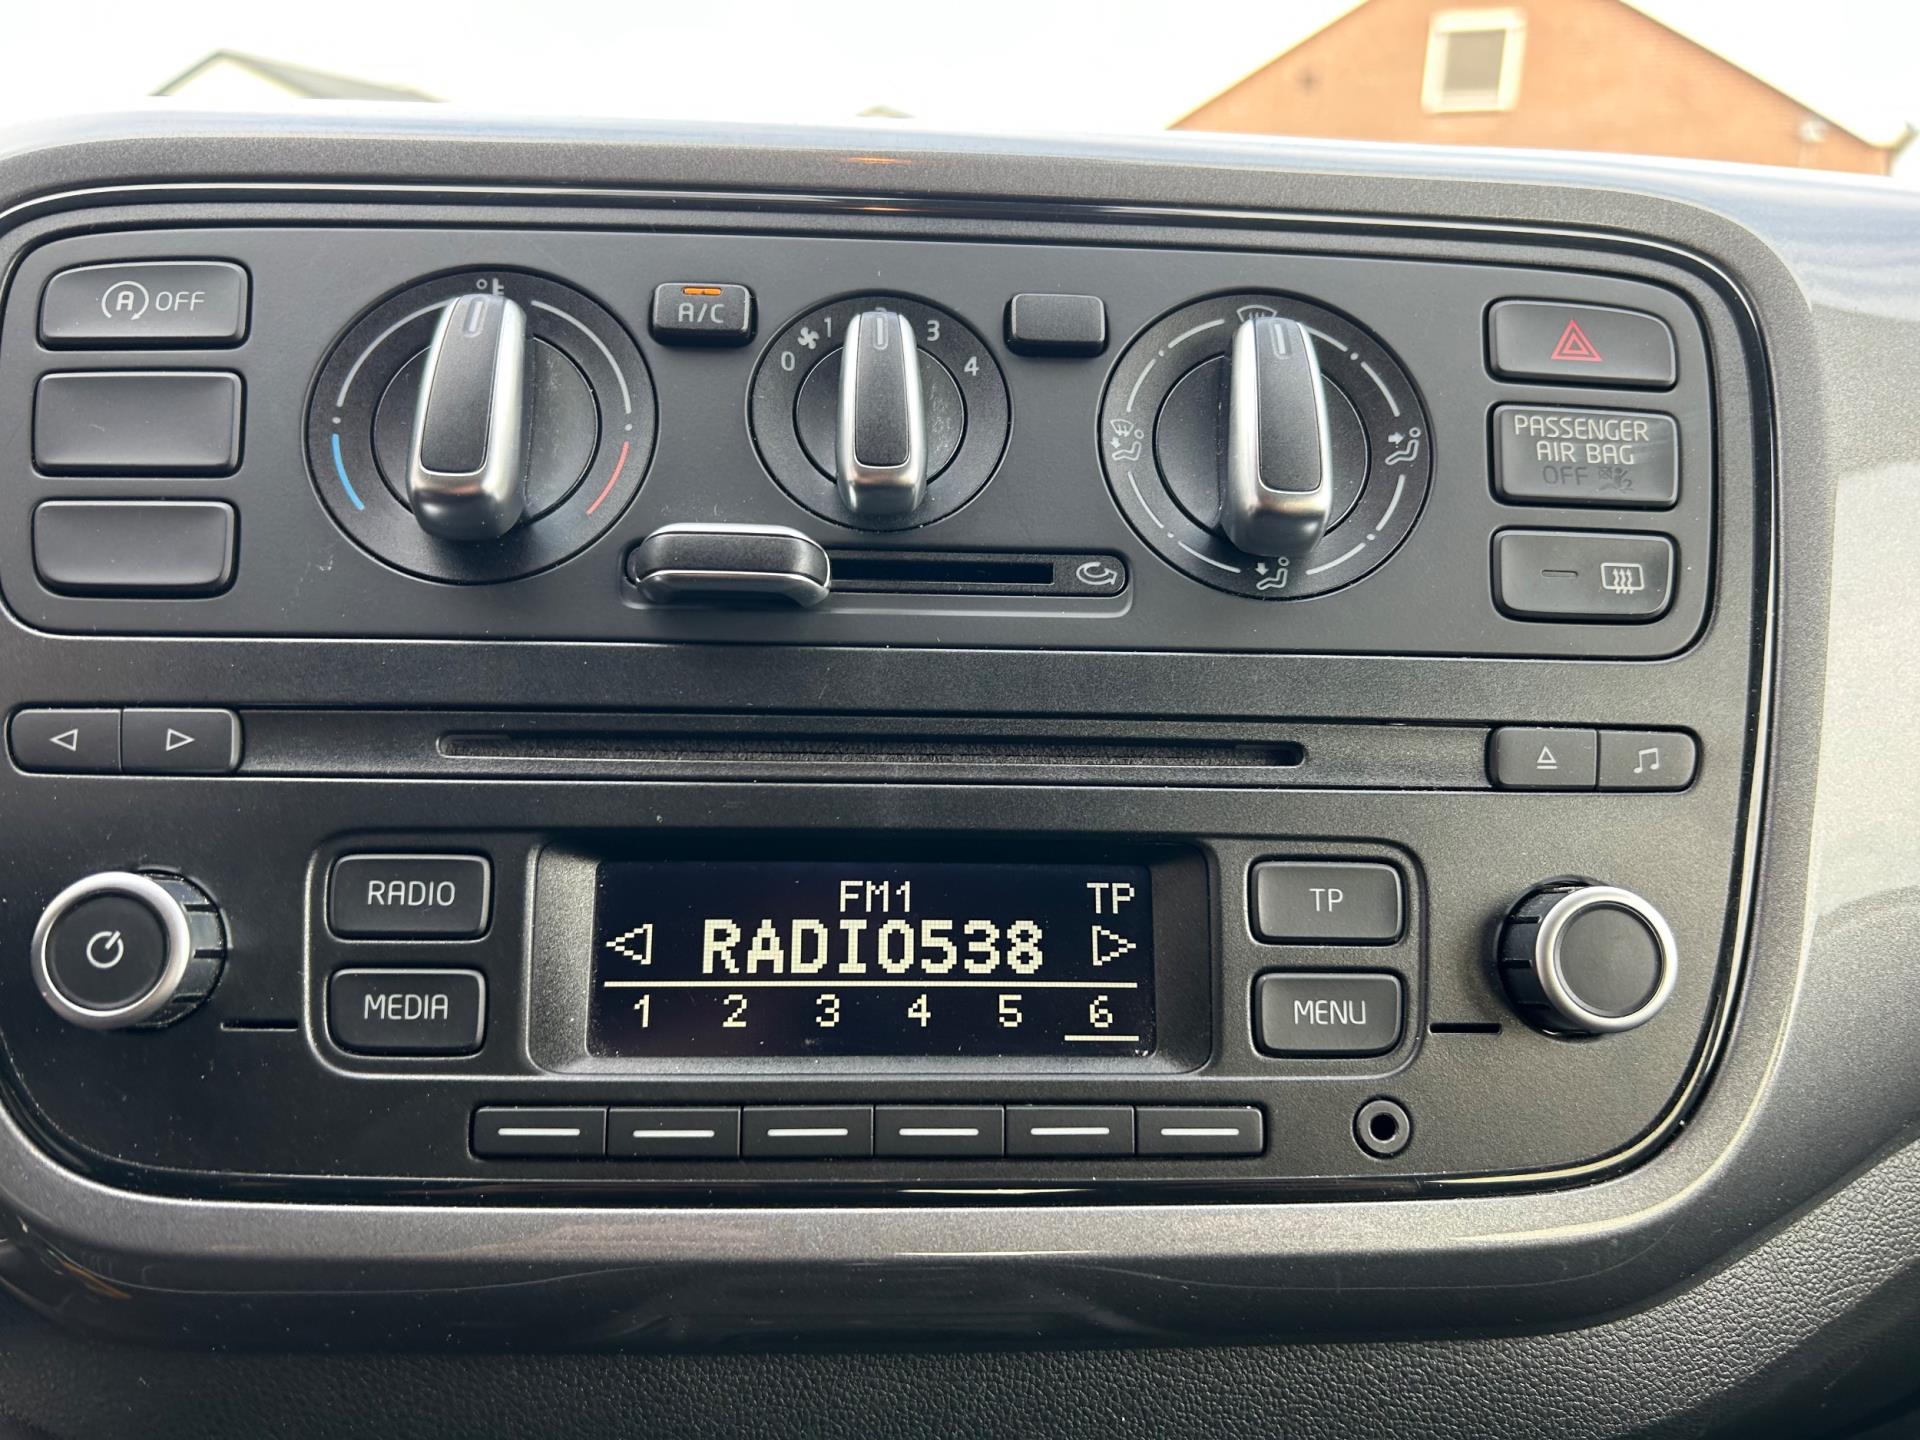 A OFF
A/C
0 1 2 3 4
PASSENGER
AIR BAG
OFF
RADIO
MEDIA
FM1 TP
RADIO538
1 2 3 4 5 6
TP
MENU